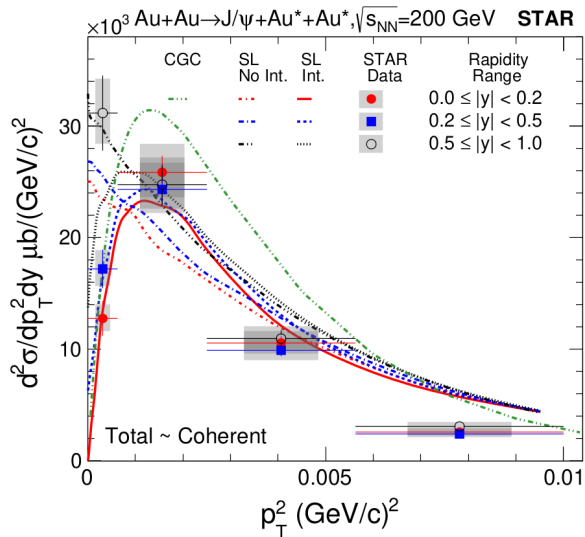 ×10³ Au+Au→J/ψ+Au*+Au*,√s_NN=200 GeV STAR
CGC SL No Int. SL Int. STAR Data Rapidity Range
0.0 ≤|y| < 0.2
0.2 ≤|y| < 0.5
0.5 ≤|y| < 1.0
30
20
10
0
d²σ/dp_T²dy μb/(GeV/c)²
Total ~ Coherent
0 0.005 0.01
p_T² (GeV/c)²